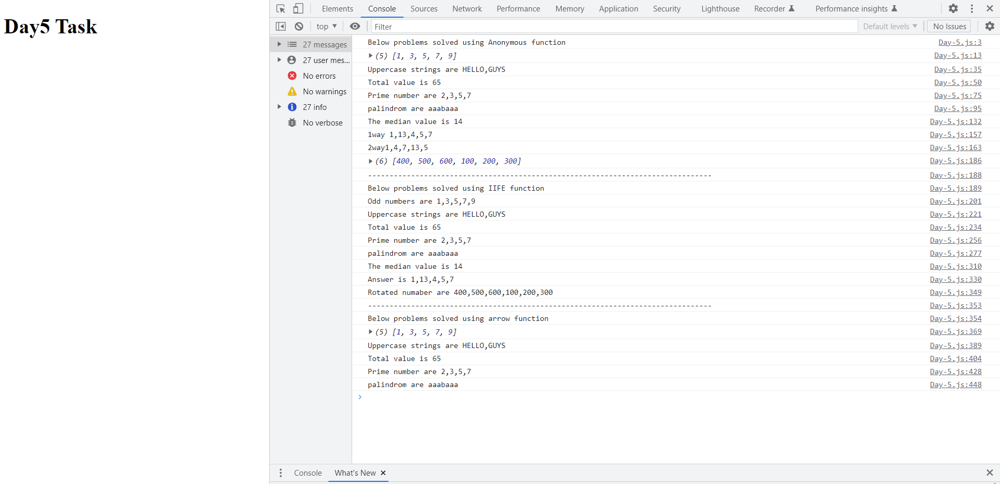 Day5 Task
Elements Console Sources Network Performance Memory Application Security Lighthouse Recorder Performance insights
top Filter Default levels No Issues
27 messages
27 user mes...
No errors
No warnings
27 info
No verbose
Below problems solved using Anonymous function Day-5.js:3
(5) [1, 3, 5, 7, 9] Day-5.js:13
Uppercase strings are HELLO,GUYS Day-5.js:35
Total value is 65 Day-5.js:50
Prime number are 2,3,5,7 Day-5.js:75
palindrom are aaabaaa Day-5.js:95
The median value is 14 Day-5.js:132
1way 1,13,4,5,7 Day-5.js:157
2way1,4,7,13,5 Day-5.js:163
(6) [400, 500, 600, 100, 200, 300] Day-5.js:186
-------------------------------------------------------------------------------- Day-5.js:188
Below problems solved using IIFE function Day-5.js:189
Odd numbers are 1,3,5,7,9 Day-5.js:201
Uppercase strings are HELLO,GUYS Day-5.js:221
Total value is 65 Day-5.js:234
Prime number are 2,3,5,7 Day-5.js:256
palindrom are aaabaaa Day-5.js:277
The median value is 14 Day-5.js:310
Answer is 1,13,4,5,7 Day-5.js:330
Rotated numaber are 400,500,600,100,200,300 Day-5.js:349
-------------------------------------------------------------------------------- Day-5.js:353
Below problems solved using arrow function Day-5.js:354
(5) [1, 3, 5, 7, 9] Day-5.js:369
Uppercase strings are HELLO,GUYS Day-5.js:389
Total value is 65 Day-5.js:404
Prime number are 2,3,5,7 Day-5.js:428
palindrom are aaabaaa Day-5.js:448
Console What's New